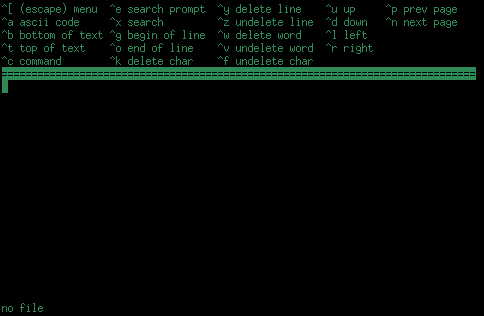 ^[ (escape) menu ^e search prompt ^y delete line ^u up ^p prev page
^a ascii code ^x search ^z undelete line ^d down ^n next page
^b bottom of text ^g begin of line ^w delete word ^l left
^t top of text ^o end of line ^v undelete word ^r right
^c command ^k delete char ^f undelete char
===============================================================================
no file